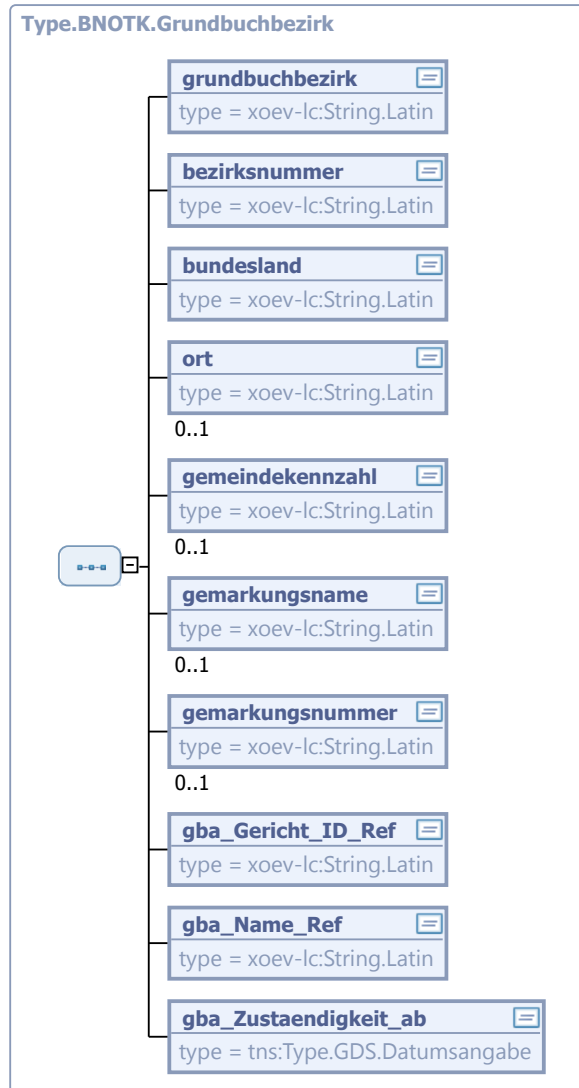 Type.BNOTK.Grundbuchbezirk
grundbuchbezirk
type = xoev-lc:String.Latin
bezirksnummer
type = xoev-lc:String.Latin
bundesland
type = xoev-lc:String.Latin
ort
type = xoev-lc:String.Latin
0..1
gemeindekennzahl
type = xoev-lc:String.Latin
0..1
gemarkungsname
type = xoev-lc:String.Latin
0..1
gemarkungsnummer
type = xoev-lc:String.Latin
0..1
gba_Gericht_ID_Ref
type = xoev-lc:String.Latin
gba_Name_Ref
type = xoev-lc:String.Latin
gba_Zustaendigkeit_ab
type = tns:Type.GDS.Datumsangabe